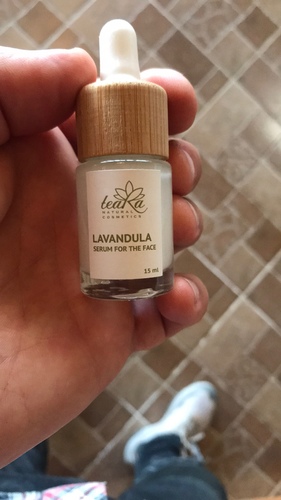 teaKa
NATURAL
COSMETICS
LAVANDULA
SERUM FOR THE FACE
15 ml